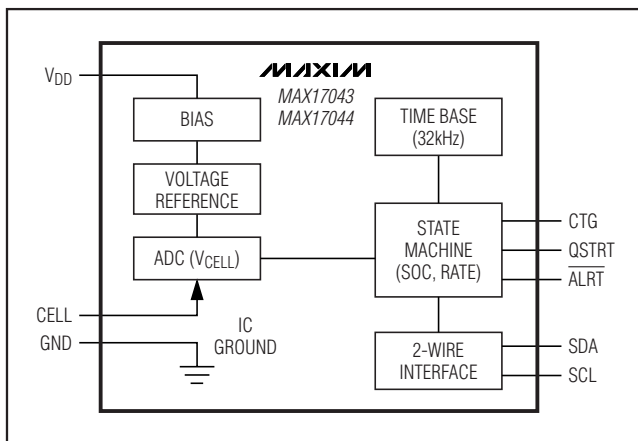 VDD
MAXIM
MAX17043
MAX17044
BIAS
TIME BASE
(32kHz)
VOLTAGE
REFERENCE
STATE
MACHINE
(SOC, RATE)
CTG
QSTRT
ALRT
ADC (VCELL)
CELL
GND
IC
GROUND
2-WIRE
INTERFACE
SDA
SCL